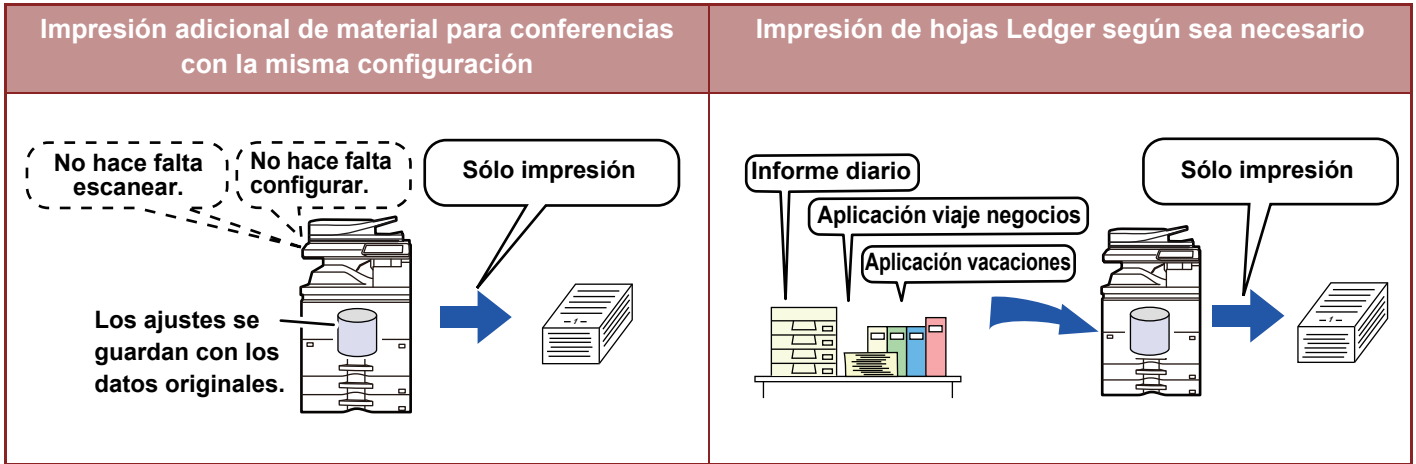 Impresión adicional de material para conferencias
con la misma configuración
Impresión de hojas Ledger según sea necesario
No hace falta
escanear.
No hace falta
configurar.
Sólo impresión
Los ajustes se
guardan con los
datos originales.
-1-
Informe diario
Aplicación viaje negocios
Aplicación vacaciones
Sólo impresión
-1-